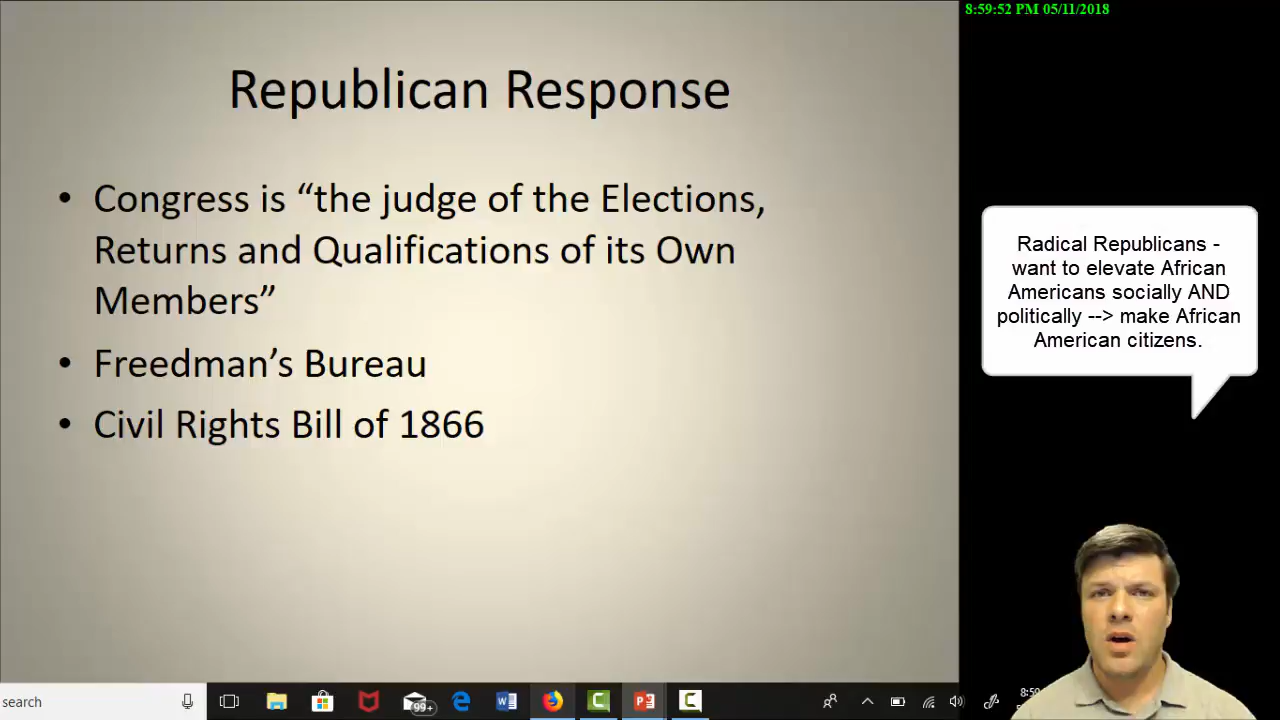 8:59:52 PM 05/11/2018
Republican Response
• Congress is “the judge of the Elections,
Returns and Qualifications of its Own
Members”
• Freedman’s Bureau
• Civil Rights Bill of 1866
Radical Republicans -
want to elevate African
Americans socially AND
politically --> make African
American citizens.
search
99+